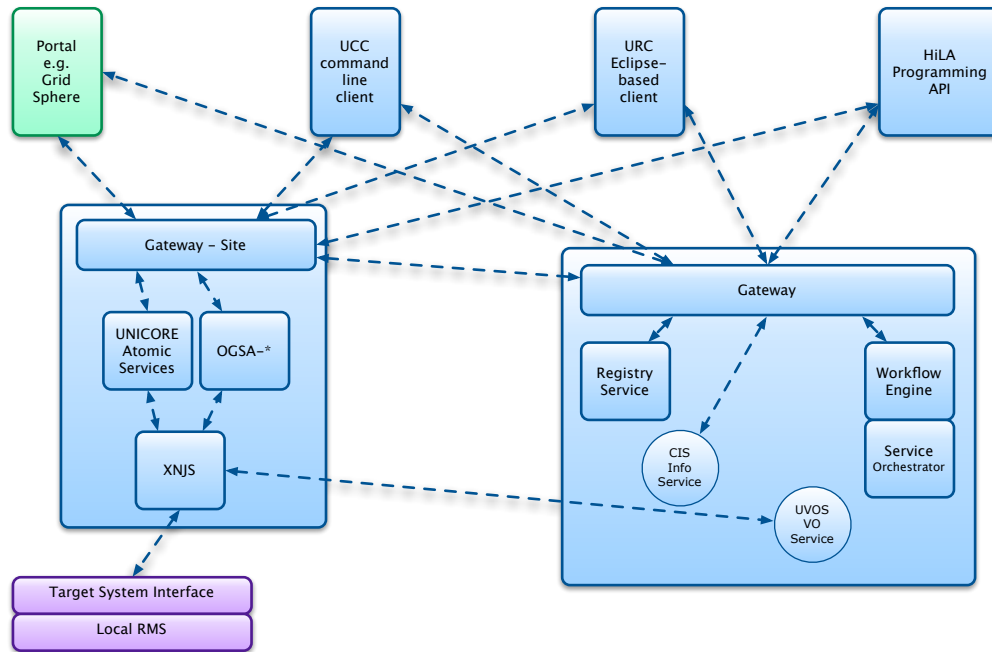 Portal
e.g.
Grid
Sphere
UCC
command
line
client
URC
Eclipse-
based
client
HiLA
Programming
API
Gateway – Site
UNICORE
Atomic
Services
OGSA-*
XNJS
Target System Interface
Local RMS
Gateway
Registry
Service
CIS
Info
Service
UVOS
VO
Service
Workflow
Engine
Service
Orchestrator